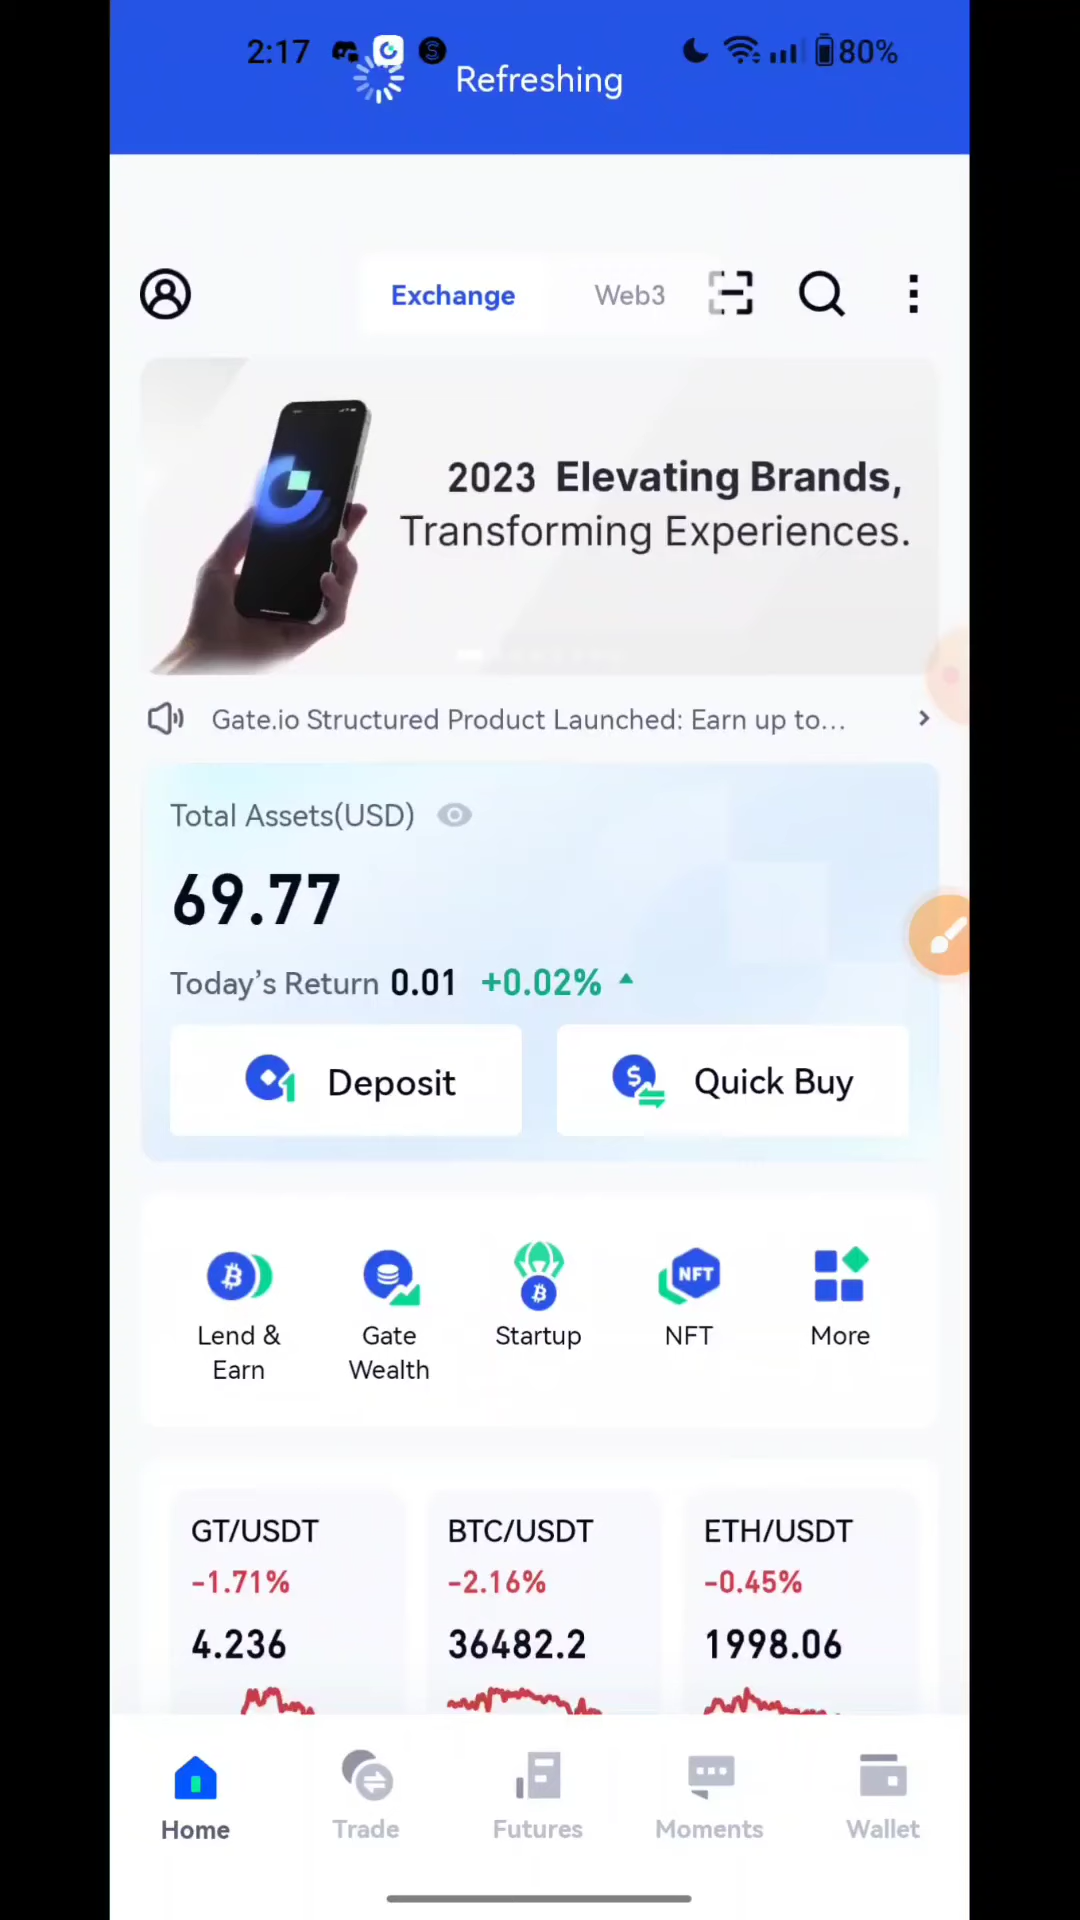 2:17
80%
Refreshing
Exchange
Web3
2023 Elevating Brands,
Transforming Experiences.
Gate.io Structured Product Launched: Earn up to...
Total Assets(USD)
69.77
Today's Return 0.01 +0.02%
Deposit
Quick Buy
Lend &
Earn
Gate
Wealth
Startup
NFT
NFT
More
GT/USDT
-1.71%
4.236
BTC/USDT
-2.16%
36482.2
ETH/USDT
-0.45%
1998.06
Home
Trade
Futures
Moments
Wallet